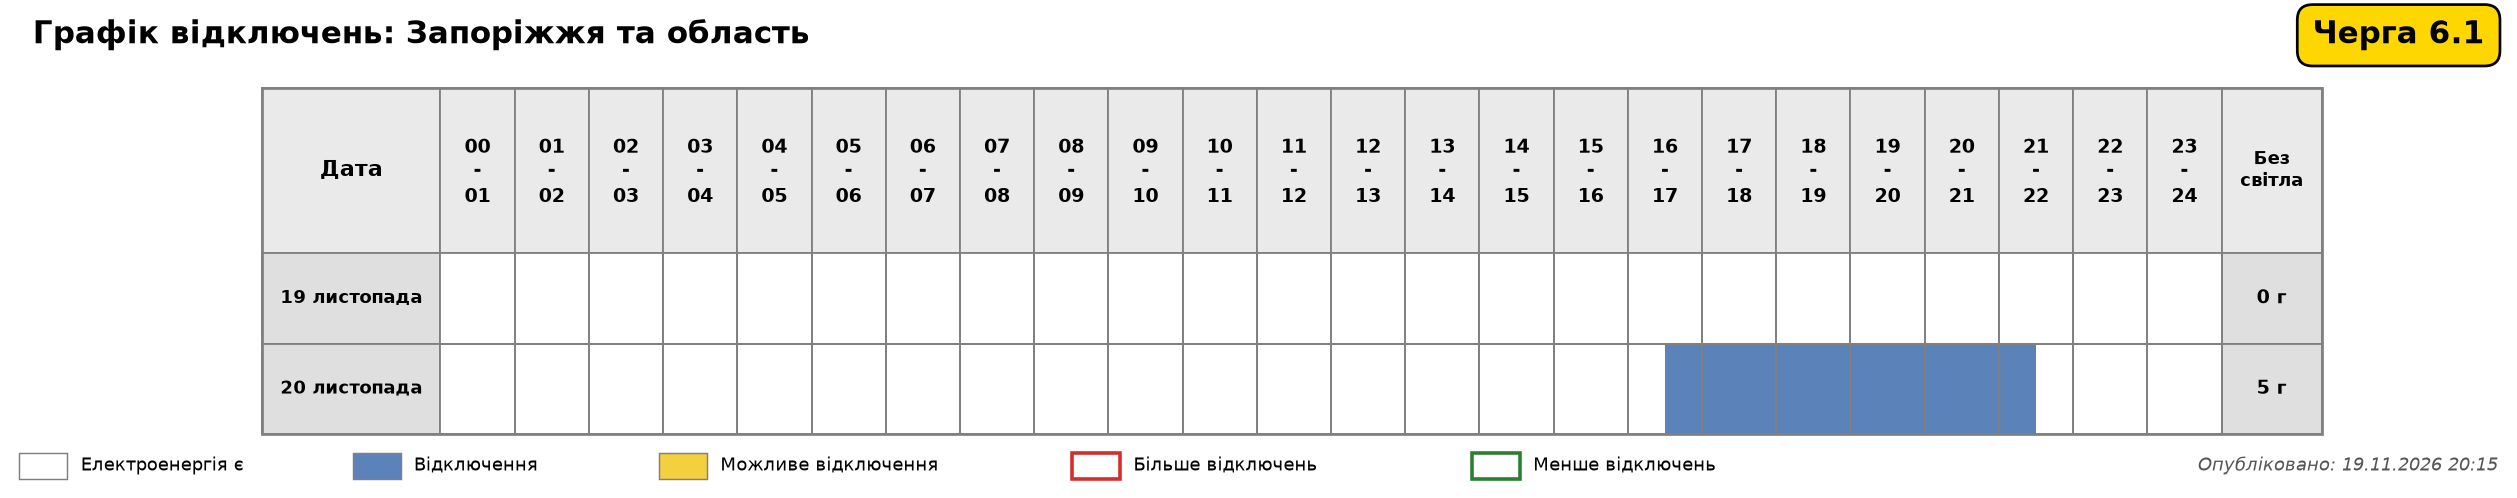 Графік відключень: Запоріжжя та область
Черга 6.1
Дата 00 - 01 01 - 02 02 - 03 03 - 04 04 - 05 05 - 06 06 - 07 07 - 08 08 - 09 09 - 10 10 - 11 11 - 12 12 - 13 13 - 14 14 - 15 15 - 16 16 - 17 17 - 18 18 - 19 19 - 20 20 - 21 21 - 22 22 - 23 23 - 24 Без світла
19 листопада 0 г
20 листопада 5 г
Електроенергія є Відключення Можливе відключення Більше відключень Менше відключень Опубліковано: 19.11.2026 20:15